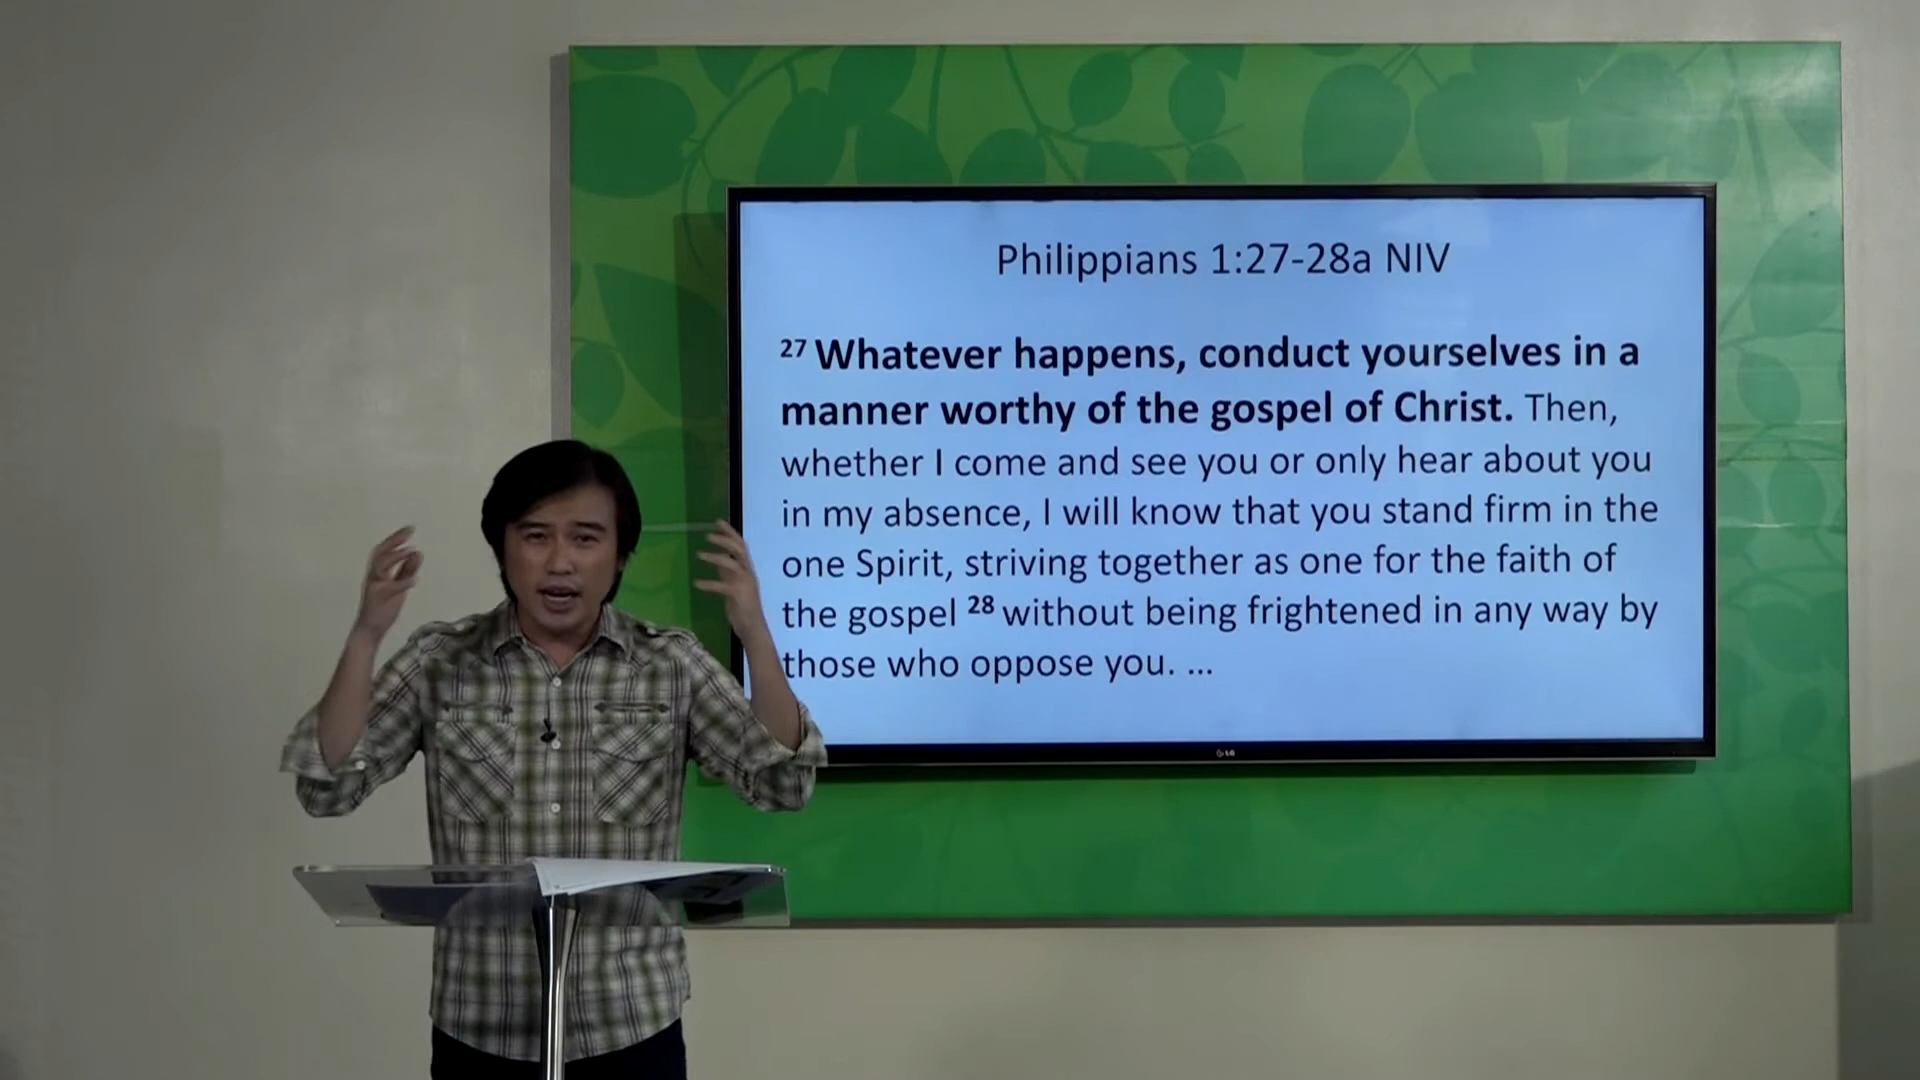 Philippians 1:27-28a NIV
27 Whatever happens, conduct yourselves in a
manner worthy of the gospel of Christ. Then,
whether I come and see you or only hear about you
in my absence, I will know that you stand firm in the
one Spirit, striving together as one for the faith of
the gospel 28 without being frightened in any way by
those who oppose you. ...
LG